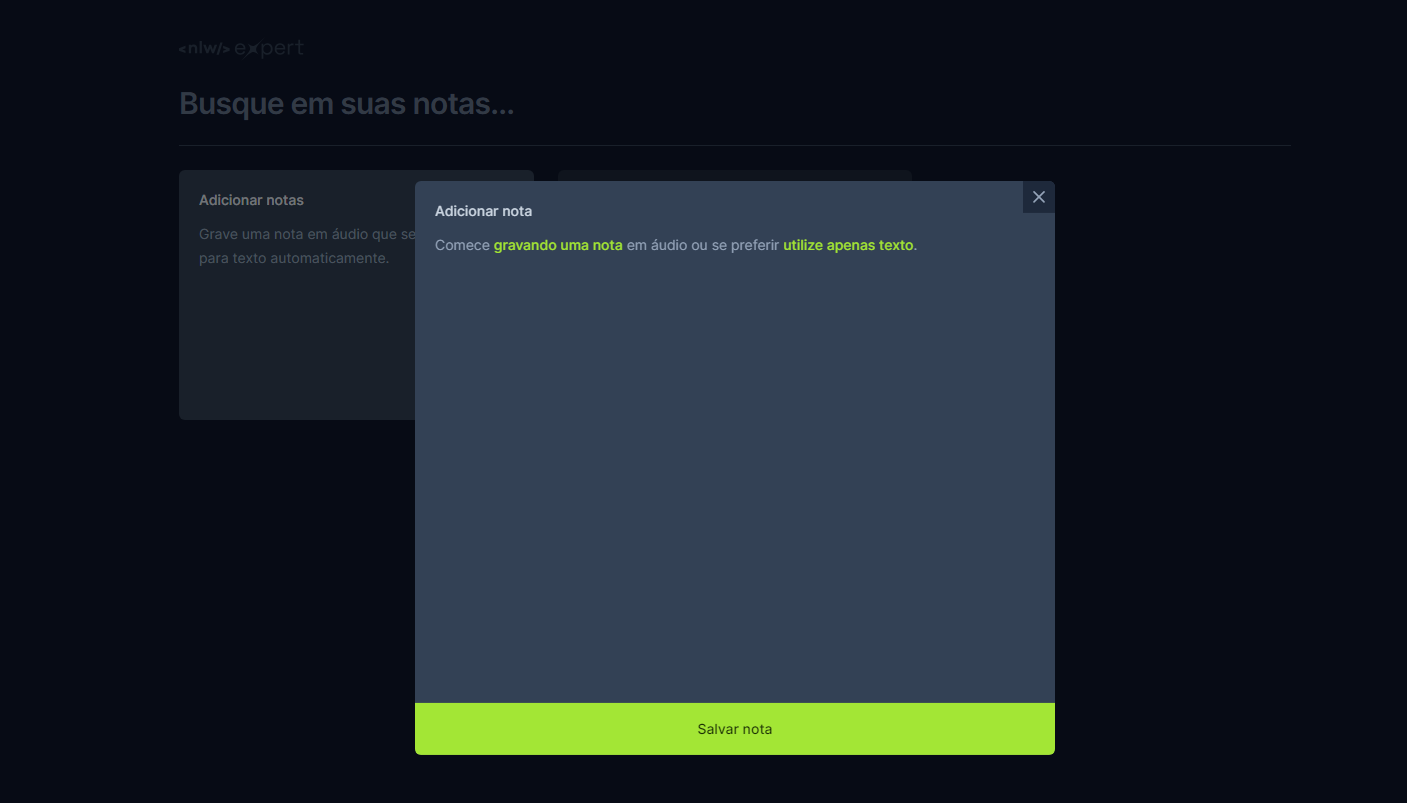 <nlw/> expert
Busque em suas notas...
Adicionar notas
Grave uma nota em áudio que se
para texto automaticamente.
Adicionar nota
Comece gravando uma nota em áudio ou se preferir utilize apenas texto.
Salvar nota